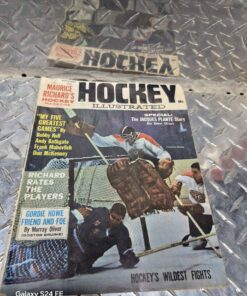 HOCKEY
MAURICE
RICHARD'S
HOCKEY
HOCKEY
ILLUSTRATED
"MY FIVE
GREATEST
GAMES" By
Bobby Hull
Andy Bathgate
Frank Mahovlich
Don McKenney
SPECIAL:
The JACQUES PLANTE Story
RICHARD
RATES
THE
PLAYERS
GORDIE HOWE
FRIEND AND FOE
By Murray Oliver
HOCKEY'S WILDEST FIGHTS
Galaxy S24 FE